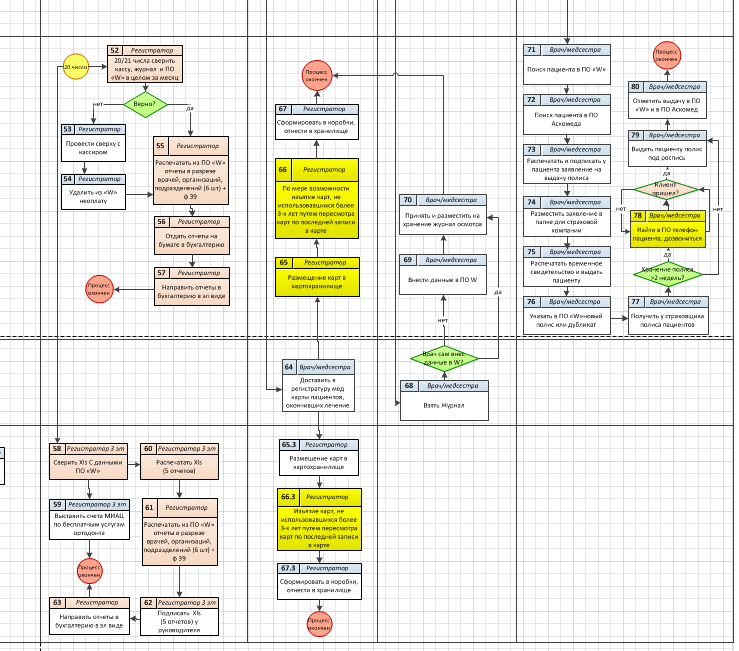 20 числа
52 Регистратор
20/21 числа сверить
кассу, журнал и ПО
«W» в целом за месяц
Верно?
нет
да
53 Регистратор
Провести сверку с
кассиром
54 Регистратор
Удалить из «W»
неоплату
55
Регистратор
Распечатать из ПО «W»
отчеты в разрезе
врачей, организаций,
подразделений (6 шт) +
ф 39
56 Регистратор
Отдать отчеты на
бумаге в бухгалтерию
57 Регистратор
Направить отчеты в
бухгалтерию в эл виде
Процесс
окончен
58 Регистратор 3 эт
Сверить Xls С данными
ПО «W»
59 Регистратор 3 эт
Выставить счета МИАЦ
по бесплатным услугам
ортодонта
Процесс
окончен
60 Регистратор 3 эт
Распечатать Xls
(5 отчетов)
61
Регистратор
Распечатать из ПО «W»
отчеты в разрезе
врачей, организаций,
подразделений (6 шт) +
ф 39
62 Регистратор 3 эт
Подписать Xls
(5 отчетов) у
руководителя
63 Регистратор
Направить отчеты в
бухгалтерию в эл виде
Процесс
окончен
67 Регистратор
Сформировать в коробки,
отнести в хранилище
66
Регистратор
По мере возможности
изъятие карт, не
использовавшихся более
3-х лет путем пересмотра
карт по последней записи
в карте
65 Регистратор
Размещение карт в
картохранилище
64 Врач/медсестра
Доставить в
регистратуру мед
карты пациентов,
окончивших лечение
65.3 Регистратор
Размещение карт в
картохранилище
66.3 Регистратор
Изъятие карт, не
использовавшихся более
3-х лет путем пересмотра
карт по последней записи
в карте
67.3 Регистратор
Сформировать в коробки,
отнести в хранилище
Процесс
окончен
70 Врач/медсестра
Принять и разместить на
хранение журнал осмотра
69 Врач/медсестра
Внести данные в ПО W
нет
да
Врач сам внес
данные в W?
68 Врач/медсестра
Взять Журнал
71 Врач/медсестра
Поиск пациента в ПО «W»
72 Врач/медсестра
Поиск пациента в ПО
Аскомеда
73 Врач/медсестра
Распечатать и подписать у
пациента заявление на
выдачу полиса
74 Врач/медсестра
Разместить заявление в
папки для страховой
компании
75 Врач/медсестра
Распечатать временное
свидетельство и выдать
пациенту
76 Врач/медсестра
Указать в ПО «W»новый
полис или дубликат
77 Врач/медсестра
Получить у страховщика
полиса пациентов
Хранение полиса
>2 недель?
да
нет
78 Врач/медсестра
Найти в ПО телефон
пациента, дозвониться
Клиент
пришел?
нет
да
79 Врач/медсестра
Выдать пациенту полис
под роспись
80 Врач/медсестра
Отметить выдачу в ПО
«W» и в ПО Аскомед
Процесс
окончен